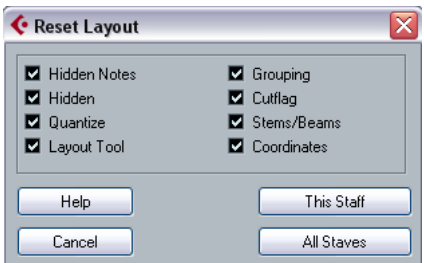 Reset Layout
Hidden Notes
Hidden
Quantize
Layout Tool
Grouping
Cutflag
Stems/Beams
Coordinates
Help
This Staff
Cancel
All Staves